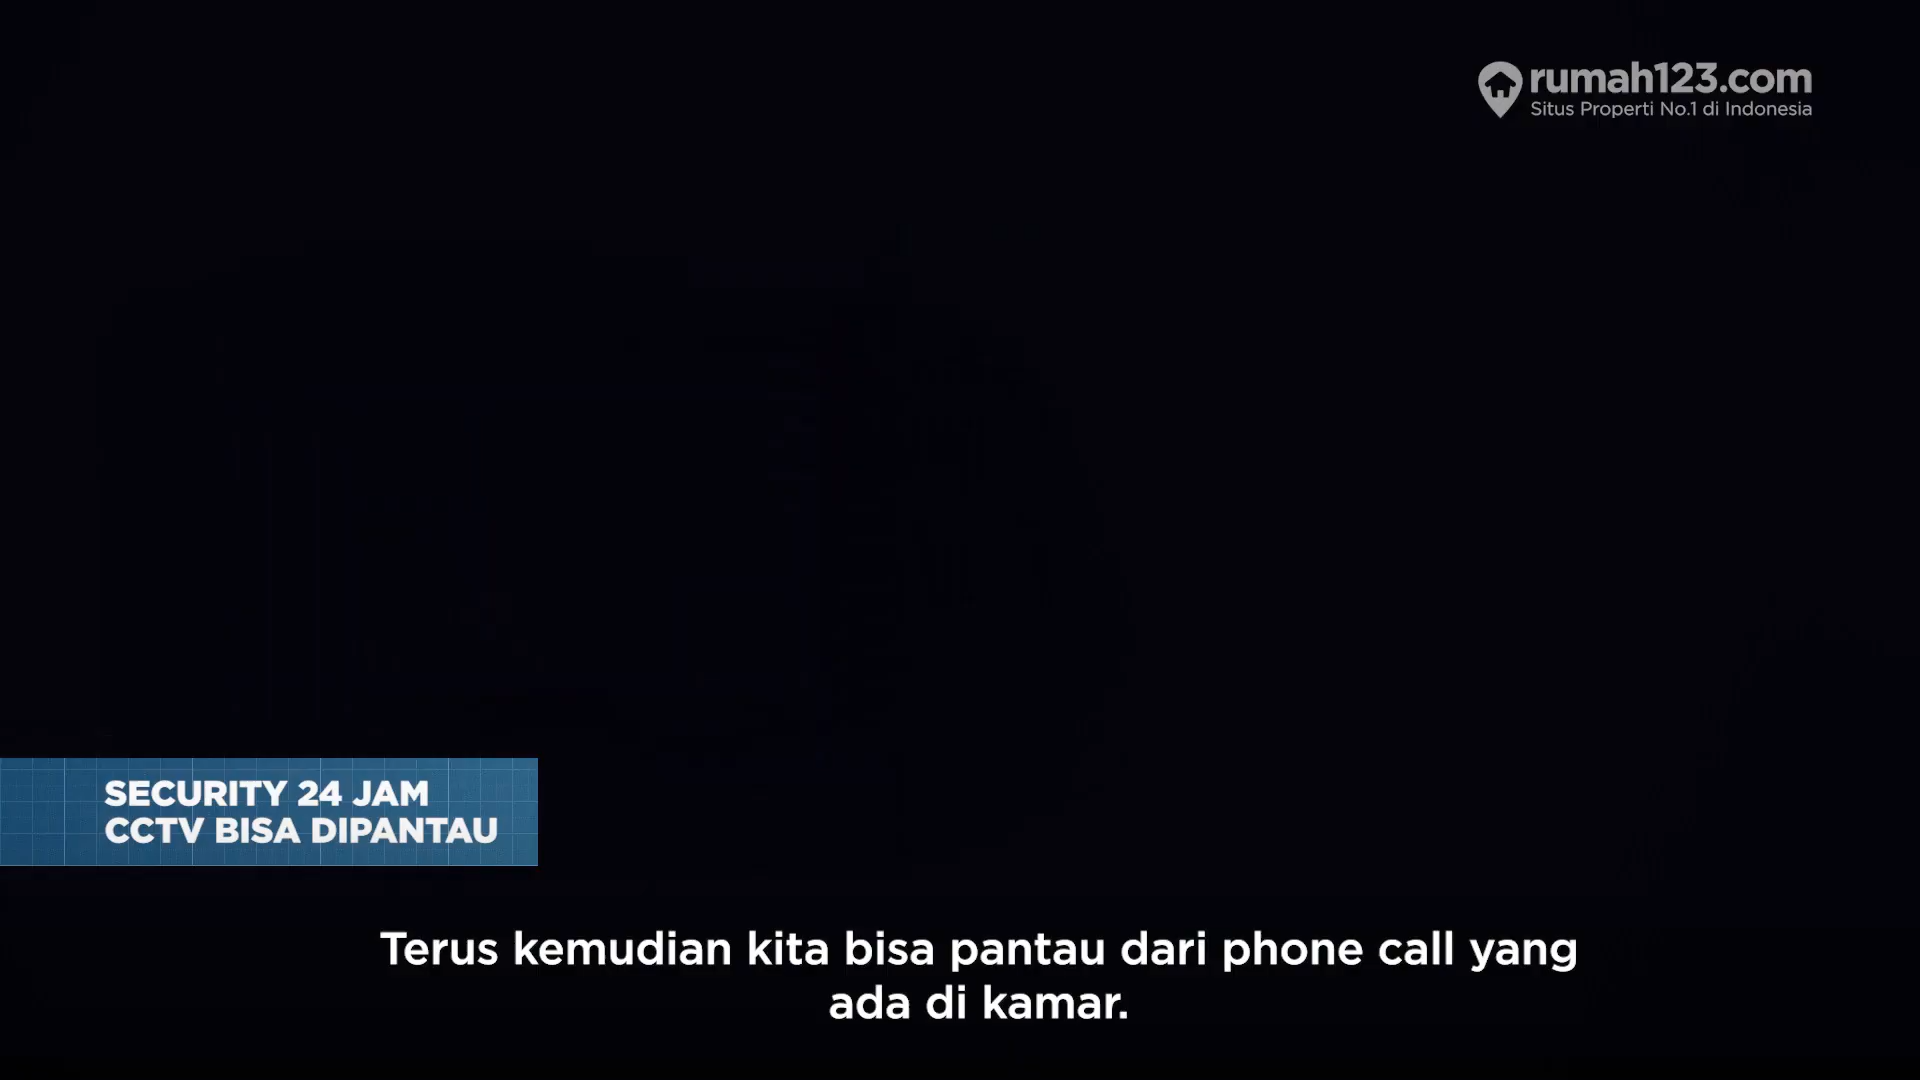 rumah123.com
Situs Properti No.1 di Indonesia
SECURITY 24 JAM
CCTV BISA DIPANTAU
Terus kemudian kita bisa pantau dari phone call yang
ada di kamar.